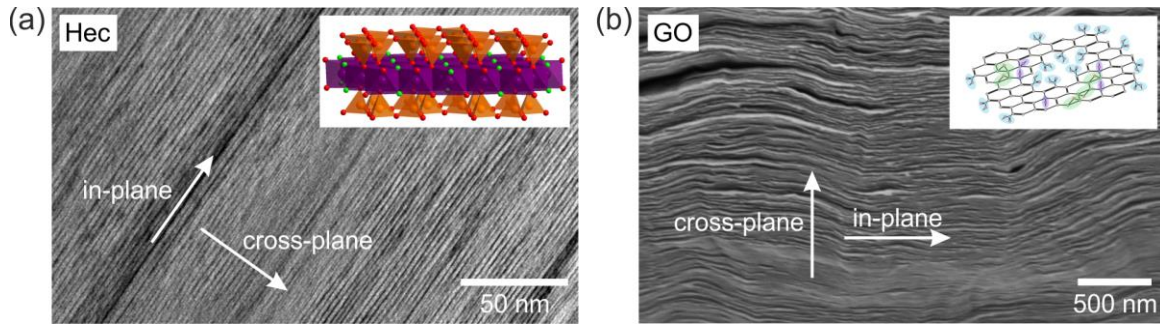 (a)
Hec
in-plane
cross-plane
50 nm
(b)
GO
cross-plane
in-plane
500 nm